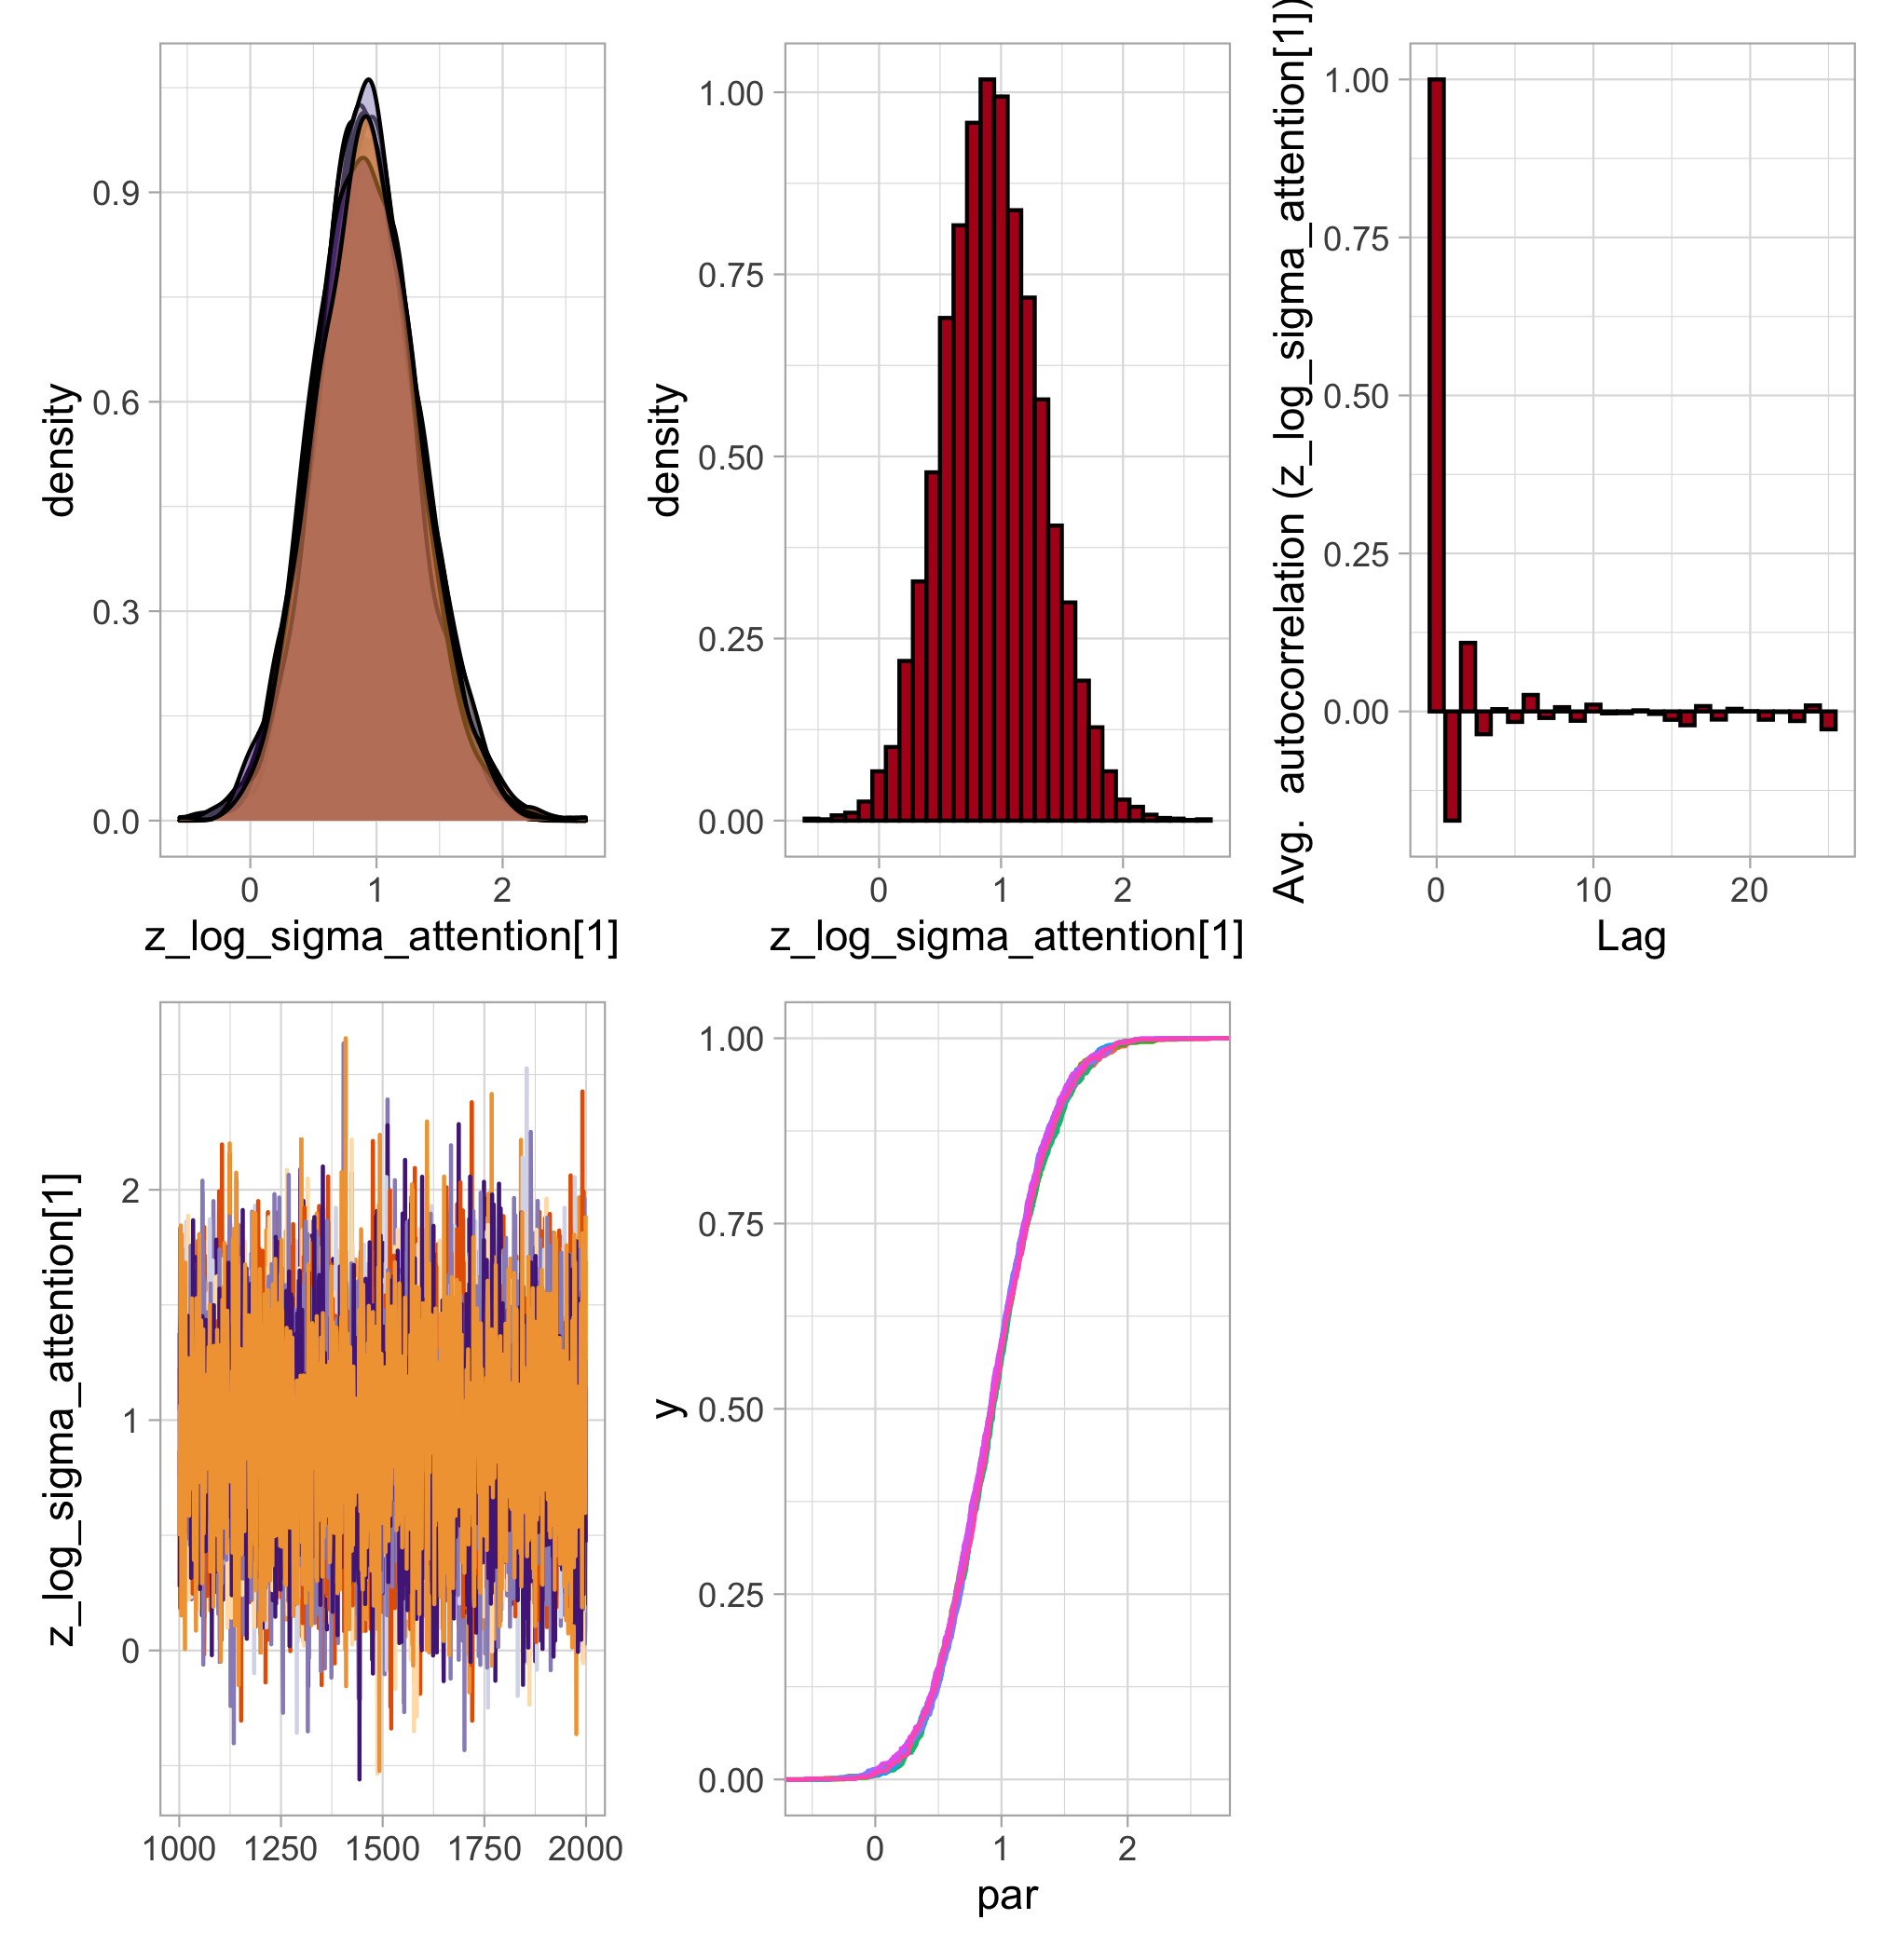 density
0.9
0.6
0.3
0.0
0 1 2
z_log_sigma_attention[1]
density
1.00
0.75
0.50
0.25
0.00
0 1 2
z_log_sigma_attention[1]
Avg. autocorrelation (z_log_sigma_attention[1])
1.00
0.75
0.50
0.25
0.00
0 10 20
Lag
z_log_sigma_attention[1]
2
1
0
1000 1250 1500 1750 2000
y
1.00
0.75
0.50
0.25
0.00
0 1 2
par